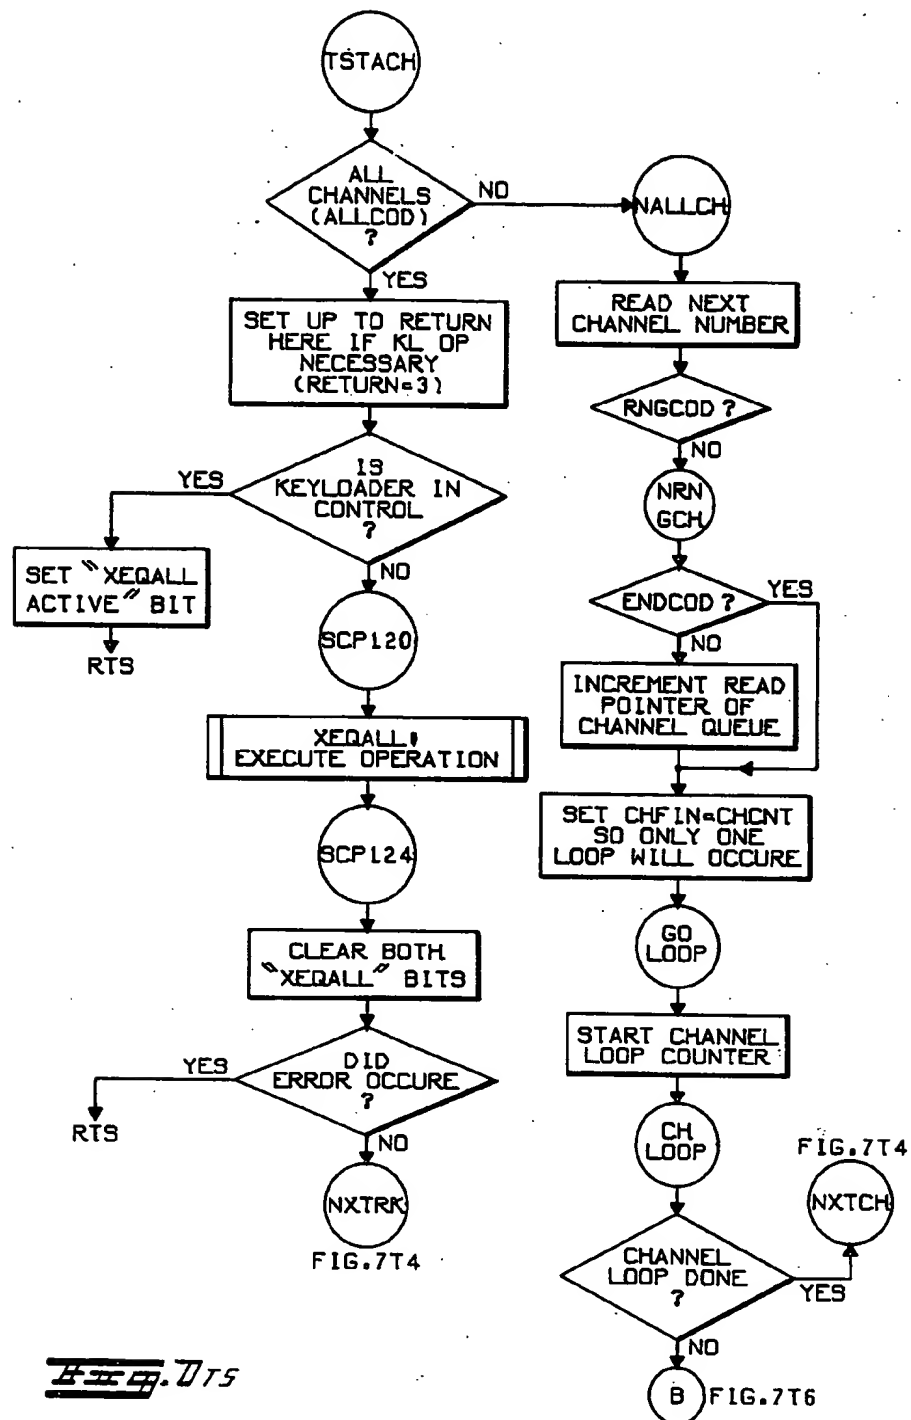 TSTACH
ALL
CHANNELS
(ALLCOD)
?
NO
YES
SET UP TO RETURN
HERE IF KL OP
NECESSARY
(RETURN=3)
IS
KEYLOADER IN
CONTROL
?
YES
NO
SET "XEQALL
ACTIVE" BIT
RTS
SCP120
XEQALL:
EXECUTE OPERATION
SCP124
CLEAR BOTH
"XEQALL" BITS
DID
ERROR OCCURE
?
YES
NO
RTS
NXTRK
FIG.7T4
NALLCH
READ NEXT
CHANNEL NUMBER
RNGCOD ?
NO
NRN
GCH
ENDCOD ?
YES
NO
INCREMENT READ
POINTER OF
CHANNEL QUEUE
SET CHFIN=CHCNT
SO ONLY ONE
LOOP WILL OCCURE
GO
LOOP
START CHANNEL
LOOP COUNTER
CH
LOOP
FIG.7T4
NXTCH
CHANNEL
LOOP DONE
?
YES
NO
B
FIG.7T6